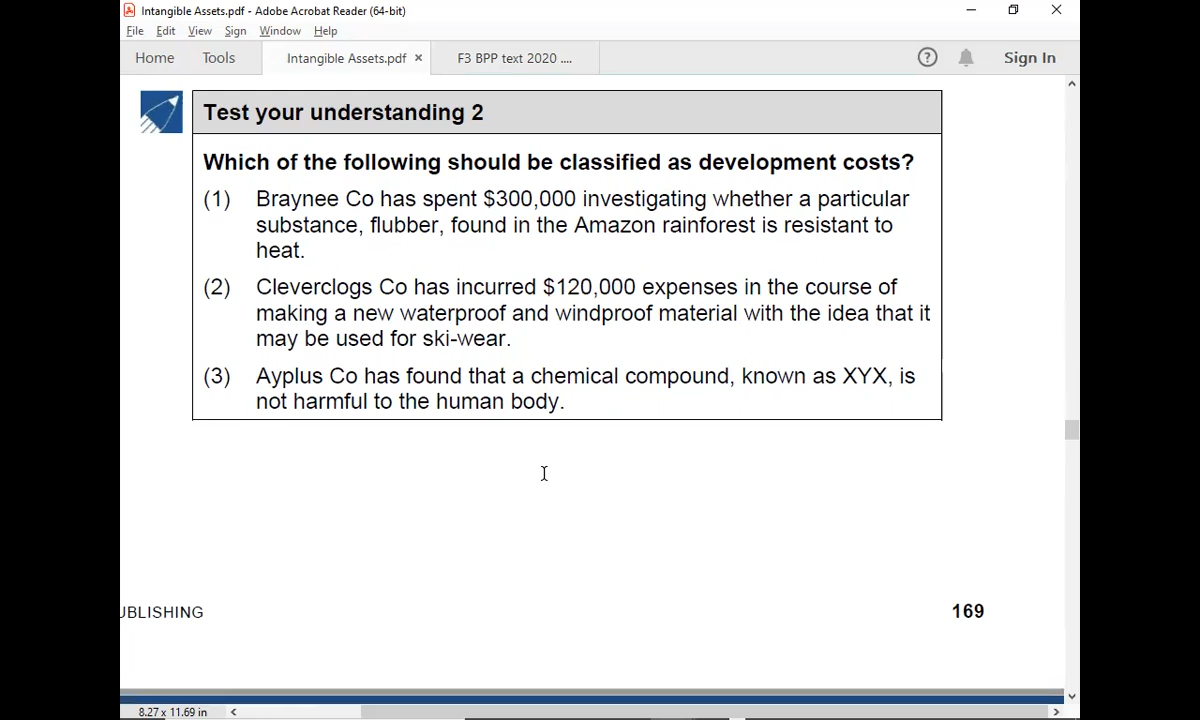 Intangible Assets.pdf - Adobe Acrobat Reader (64-bit)
File Edit View Sign Window Help
Home Tools Intangible Assets.pdf × F3 BPP text 2020 .... ? Sign In
Test your understanding 2
Which of the following should be classified as development costs?
(1) Braynee Co has spent $300,000 investigating whether a particular
substance, flubber, found in the Amazon rainforest is resistant to
heat.
(2) Cleverclogs Co has incurred $120,000 expenses in the course of
making a new waterproof and windproof material with the idea that it
may be used for ski-wear.
(3) Ayplus Co has found that a chemical compound, known as XYX, is
not harmful to the human body.
UBLISHING 169
8.27 x 11.69 in